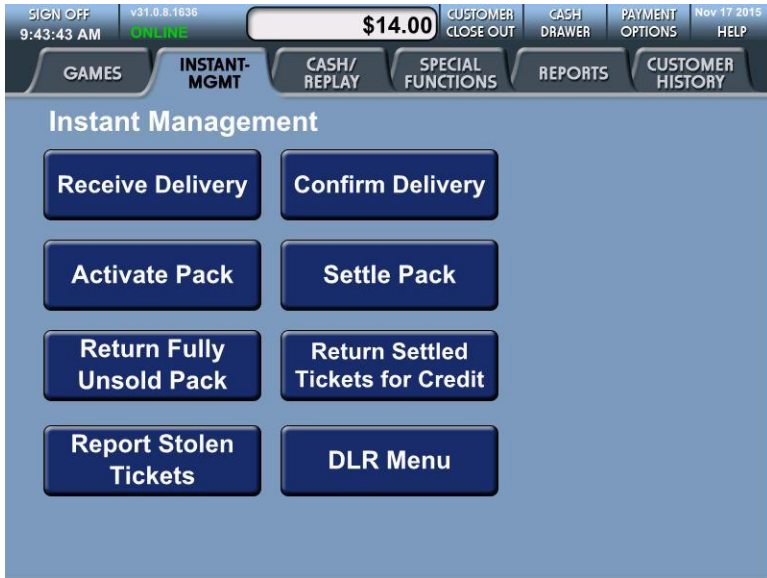 SIGN OFF
9:43:43 AM
v31.0.8.1636
ONLINE
$14.00
CUSTOMER
CLOSE OUT
CASH
DRAWER
PAYMENT
OPTIONS
Nov 17 2015
HELP
GAMES
INSTANT-
MGMT
CASH/
REPLAY
SPECIAL
FUNCTIONS
REPORTS
CUSTOMER
HISTORY
Instant Management
Receive Delivery
Confirm Delivery
Activate Pack
Settle Pack
Return Fully
Unsold Pack
Return Settled
Tickets for Credit
Report Stolen
Tickets
DLR Menu